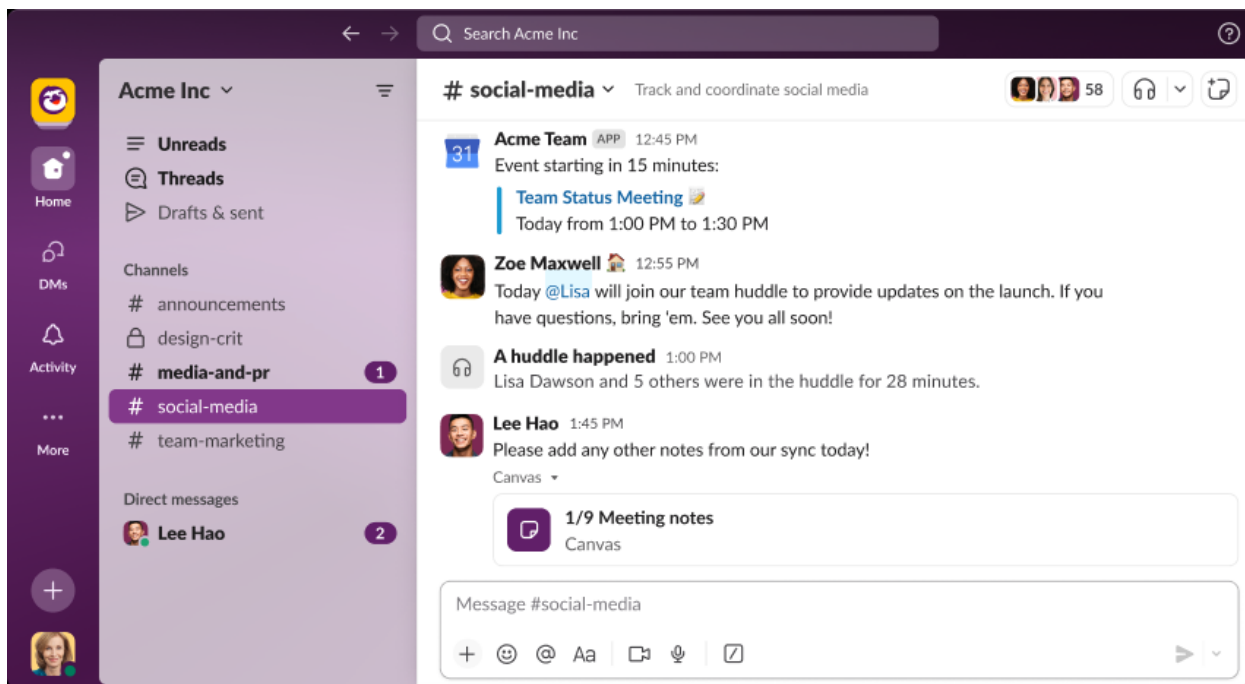 Search Acme Inc
Home
DMs
Activity
More
Acme Inc
Unreads
Threads
Drafts & sent
Channels
# announcements
design-crit
# media-and-pr 1
# social-media
# team-marketing
Direct messages
Lee Hao 2
# social-media Track and coordinate social media 58
31
Acme Team APP 12:45 PM
Event starting in 15 minutes:
Team Status Meeting
Today from 1:00 PM to 1:30 PM
Zoe Maxwell 12:55 PM
Today @Lisa will join our team huddle to provide updates on the launch. If you
have questions, bring ‘em. See you all soon!
A huddle happened 1:00 PM
Lisa Dawson and 5 others were in the huddle for 28 minutes.
Lee Hao 1:45 PM
Please add any other notes from our sync today!
Canvas
1/9 Meeting notes
Canvas
Message #social-media
+ @ Aa